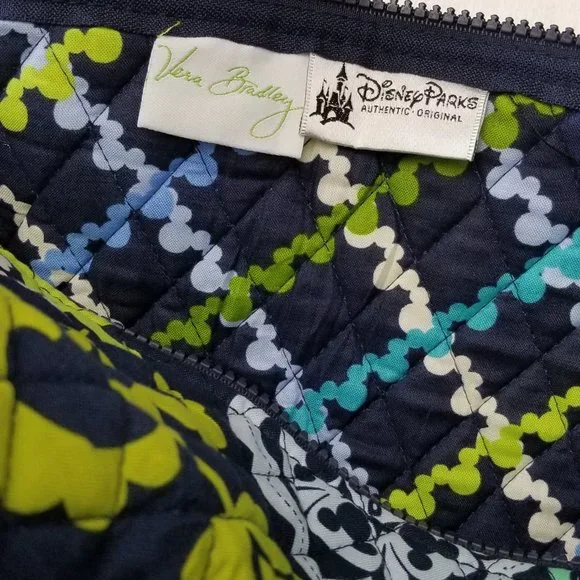 Vera Bradley
Disney Parks
AUTHENTIC · ORIGINAL